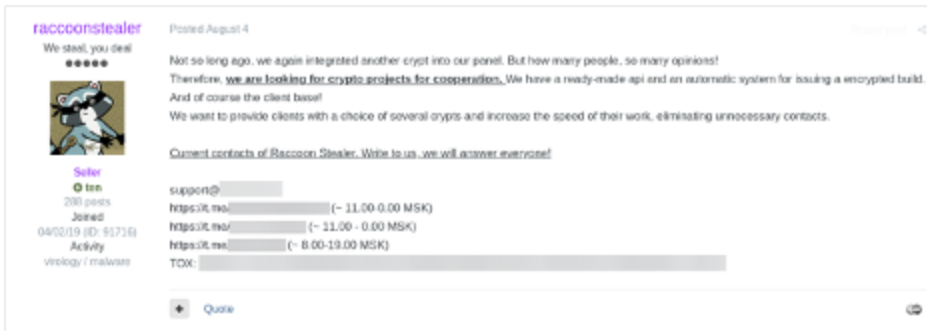 raccoonstealer
We steal, you deal
Seller
ten
288 posts
Joined
04/02/19 (ID: 91716)
Activity
virology / malware
Posted August 4
Not so long ago, we again integrated another crypt into our panel. But how many people, so many opinions!
Therefore, we are looking for crypto projects for cooperation. We have a ready-made api and an automatic system for issuing a encrypted build.
And of course the client base!
We want to provide clients with a choice of several crypts and increase the speed of their work, eliminating unnecessary contacts.
Current contacts of Raccoon Stealer. Write to us, we will answer everyone!
support@
https://t.me/ (~ 11.00-0.00 MSK)
https://t.me/ (~ 11.00 - 0.00 MSK)
https://t.me (~ 8.00-19.00 MSK)
TOX:
+ Quote